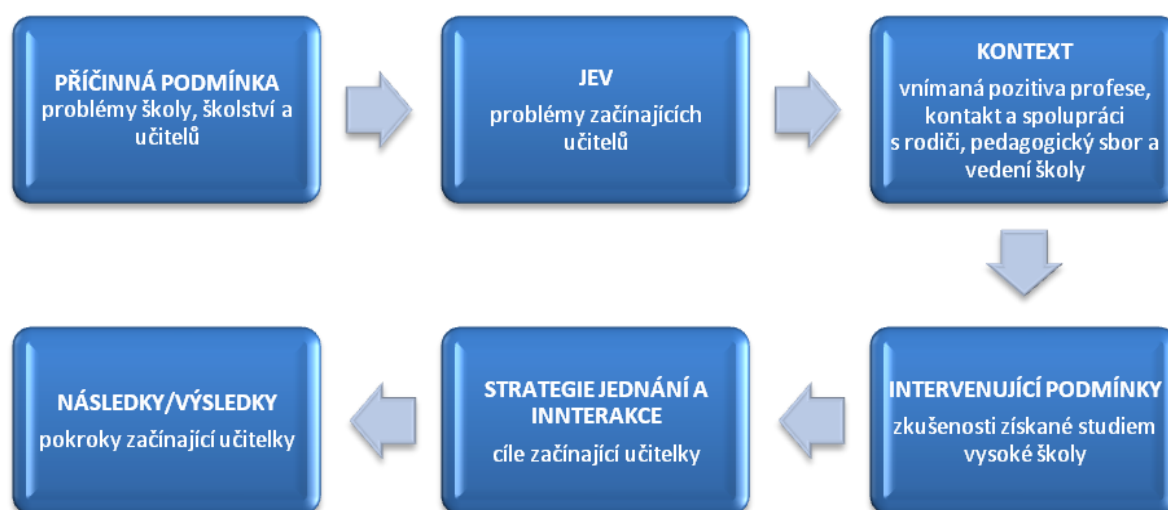 PŘÍČINNÁ PODMÍNKA
problémy školy, školství a
učitelů
JEV
problémy začínajících
učitelů
KONTEXT
vnímaná pozitiva profese,
kontakt a spolupráci
s rodiči, pedagogický sbor a
vedení školy
INTERVENUJÍCÍ PODMÍNKY
zkušenosti získané studiem
vysoké školy
STRATEGIE JEDNÁNÍ A
INNTERAKCE
cíle začínající učitelky
NÁSLEDKY/VÝSLEDKY
pokroky začínající učitelky